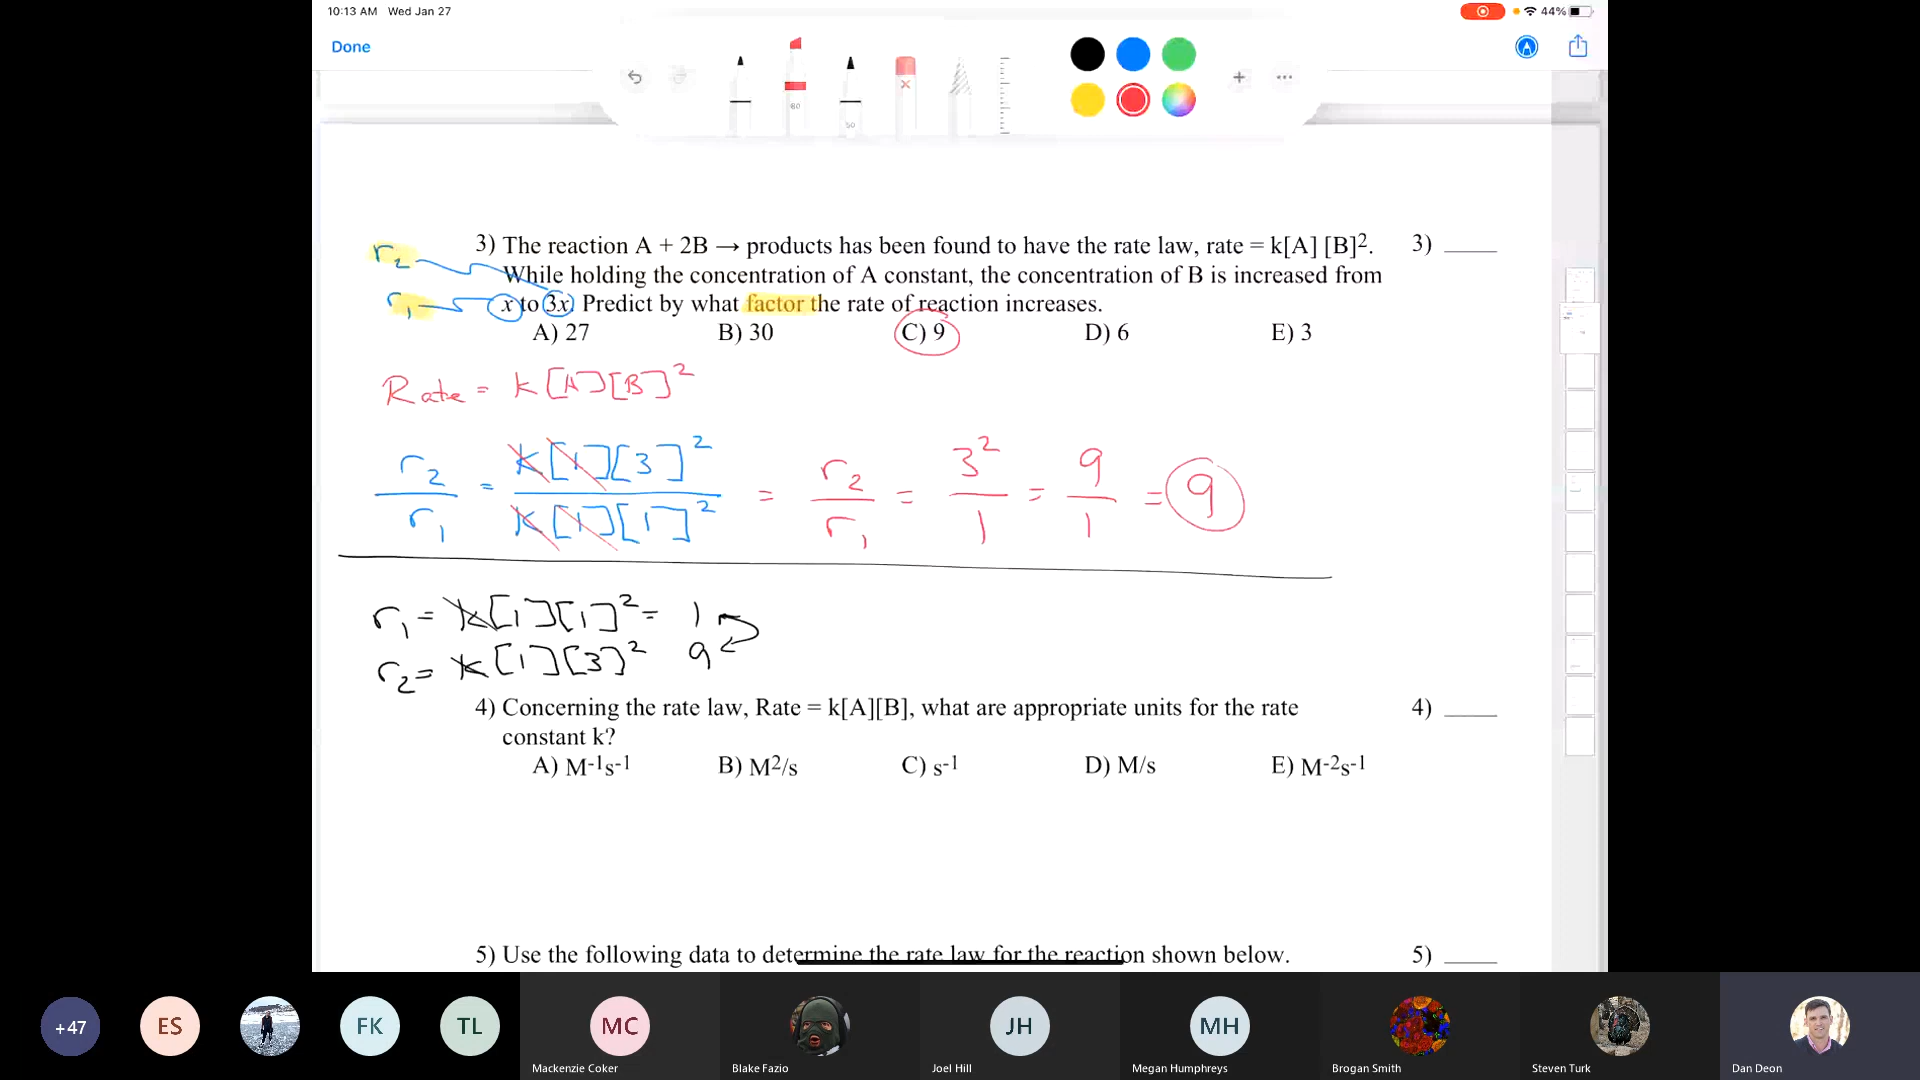 10:13 AM Wed Jan 27
44%
Done
80
50
3) The reaction A + 2B → products has been found to have the rate law, rate = k[A] [B]². 3) ____
While holding the concentration of A constant, the concentration of B is increased from
x to 3x. Predict by what factor the rate of reaction increases.
r₂
r₁
A) 27 B) 30 C) 9 D) 6 E) 3
Rate = k[A][B]²
r₂/r₁ = k[1][3]²/k[1][1]² = r₂/r₁ = 3²/1 = 9/1 = 9
r₁ = k[1][1]² = 1
r₂ = k[1][3]² 9
4) Concerning the rate law, Rate = k[A][B], what are appropriate units for the rate 4) ____
constant k?
A) M⁻¹s⁻¹ B) M²/s C) s⁻¹ D) M/s E) M⁻²s⁻¹
5) Use the following data to determine the rate law for the reaction shown below. 5) ____
+47 ES FK TL MC JH MH
Mackenzie Coker Blake Fazio Joel Hill Megan Humphreys Brogan Smith Steven Turk Dan Deon